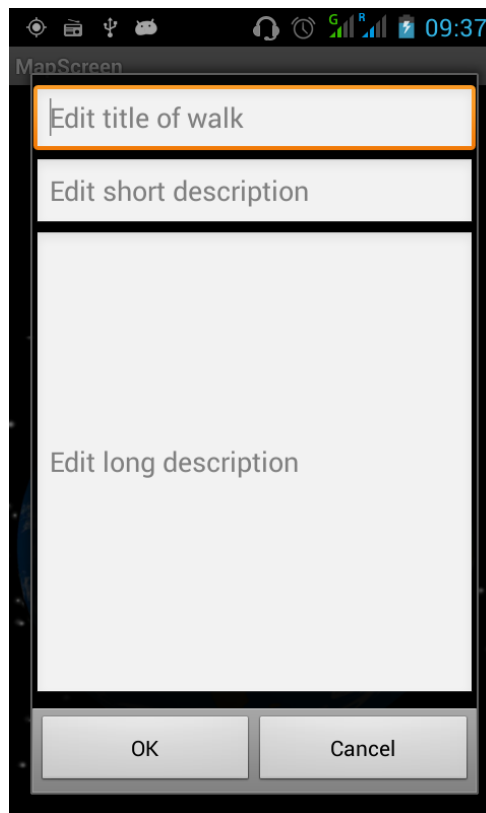 G R 09:37
MapScreen
Edit title of walk
Edit short description
Edit long description
OK Cancel